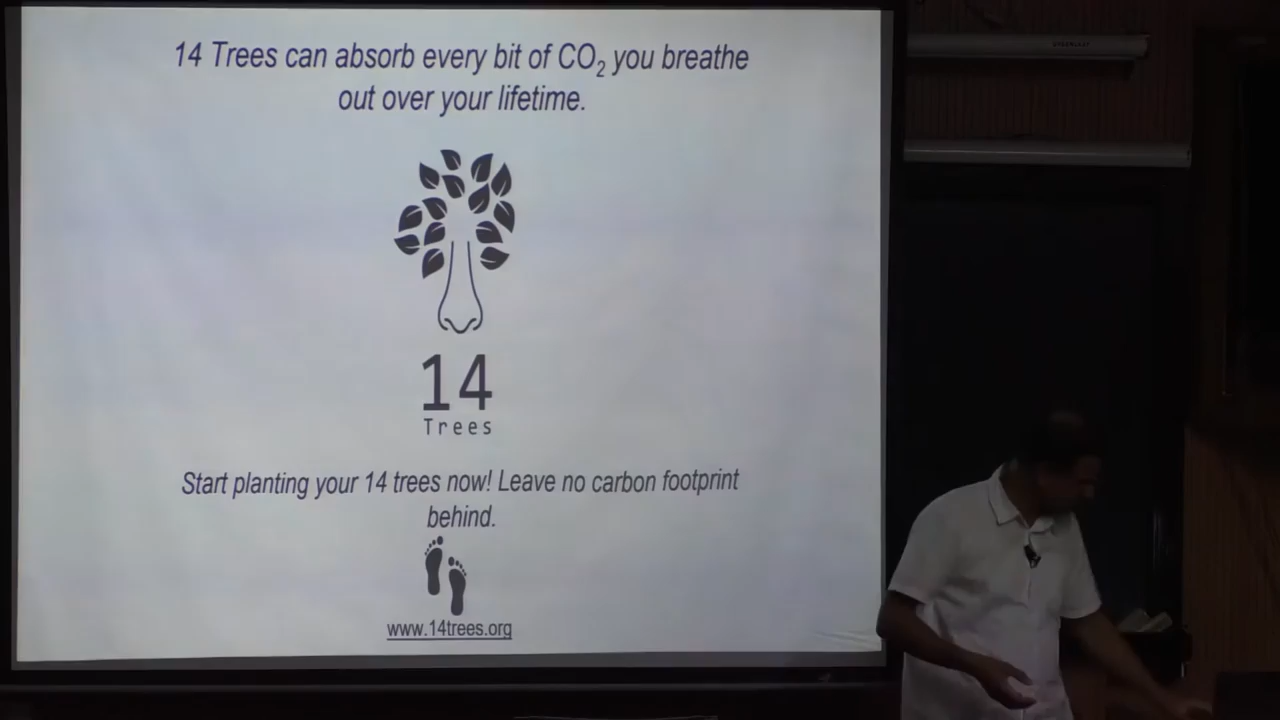 14 Trees can absorb every bit of CO₂ you breathe
out over your lifetime.
14
Trees
Start planting your 14 trees now! Leave no carbon footprint
behind.
www.14trees.org